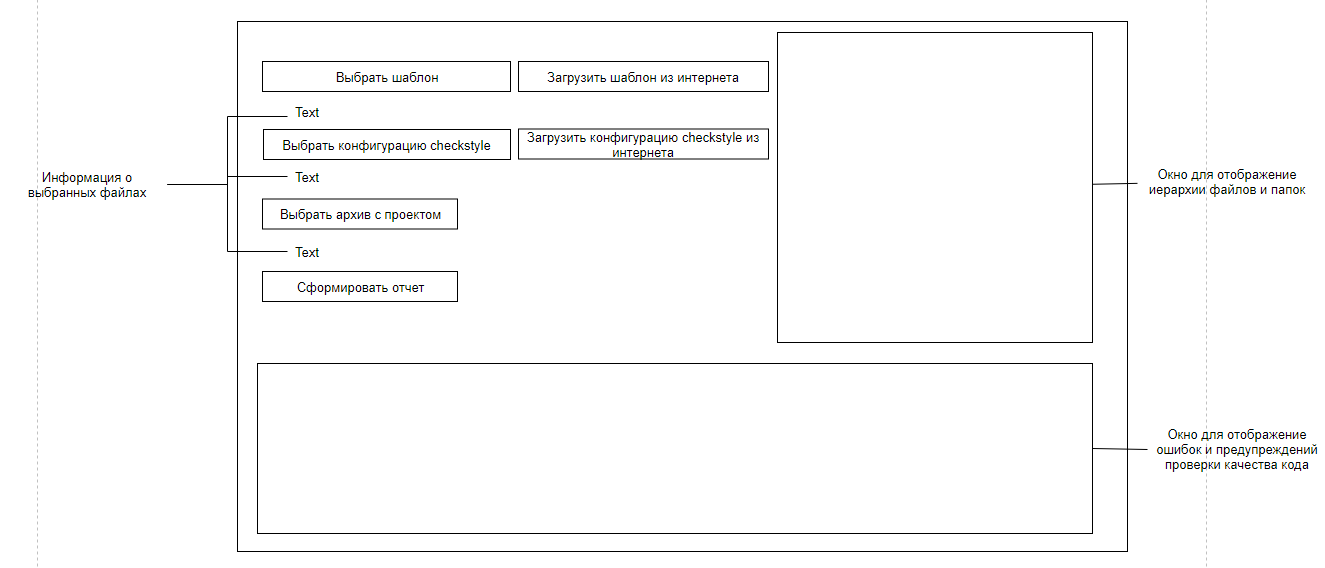 Выбрать шаблон
Загрузить шаблон из интернета
Text
Выбрать конфигурацию checkstyle
Загрузить конфигурацию checkstyle из
интернета
Text
Выбрать архив с проектом
Text
Сформировать отчет
Информация о
выбранных файлах
Окно для отображение
иерархии файлов и папок
Окно для отображение
ошибок и предупреждений
проверки качества кода